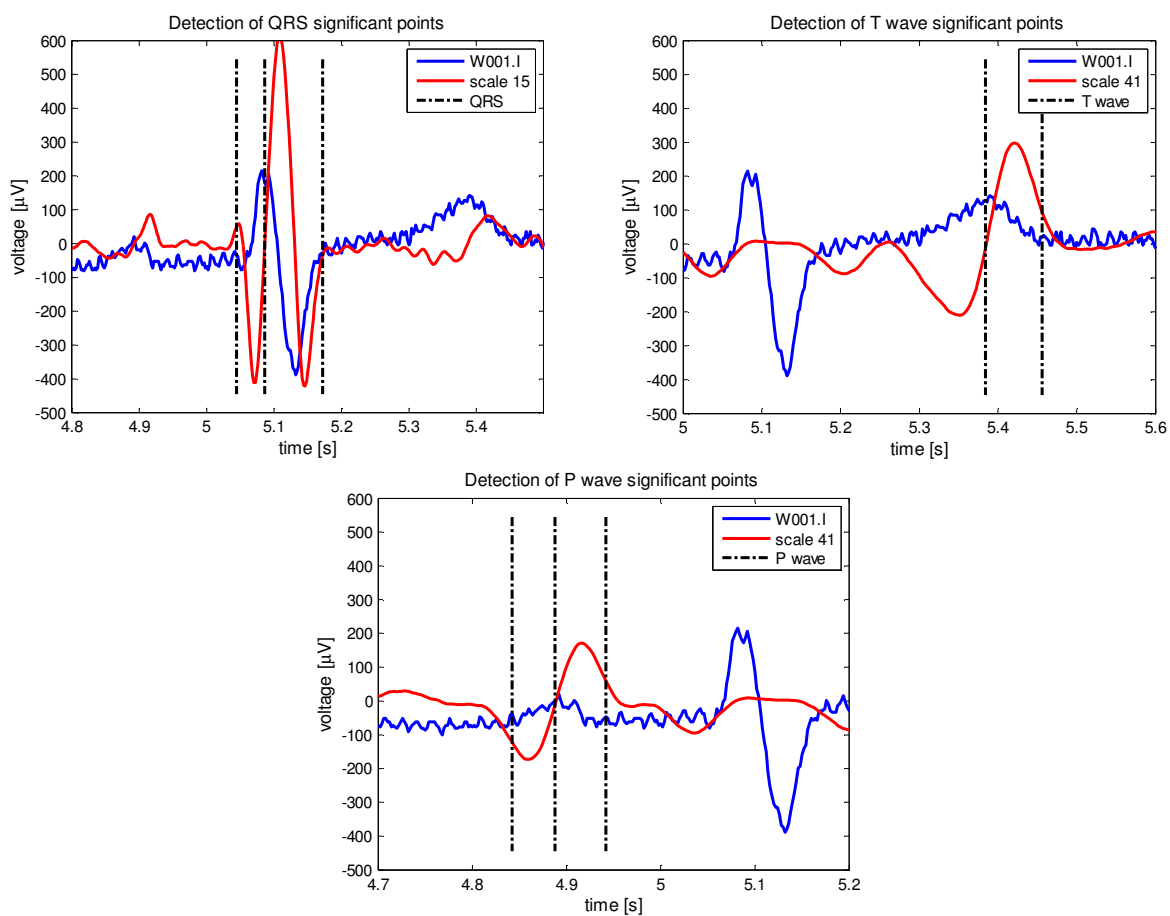 Detection of QRS significant points
600
500
400
300
200
100
0
-100
-200
-300
-400
-500
voltage [µV]
W001.I
scale 15
QRS
4.8 4.9 5 5.1 5.2 5.3 5.4
time [s]
Detection of T wave significant points
600
500
400
300
200
100
0
-100
-200
-300
-400
-500
voltage [µV]
W001.I
scale 41
T wave
5 5.1 5.2 5.3 5.4 5.5 5.6
time [s]
Detection of P wave significant points
600
500
400
300
200
100
0
-100
-200
-300
-400
-500
voltage [µV]
W001.I
scale 41
P wave
4.7 4.8 4.9 5 5.1 5.2
time [s]